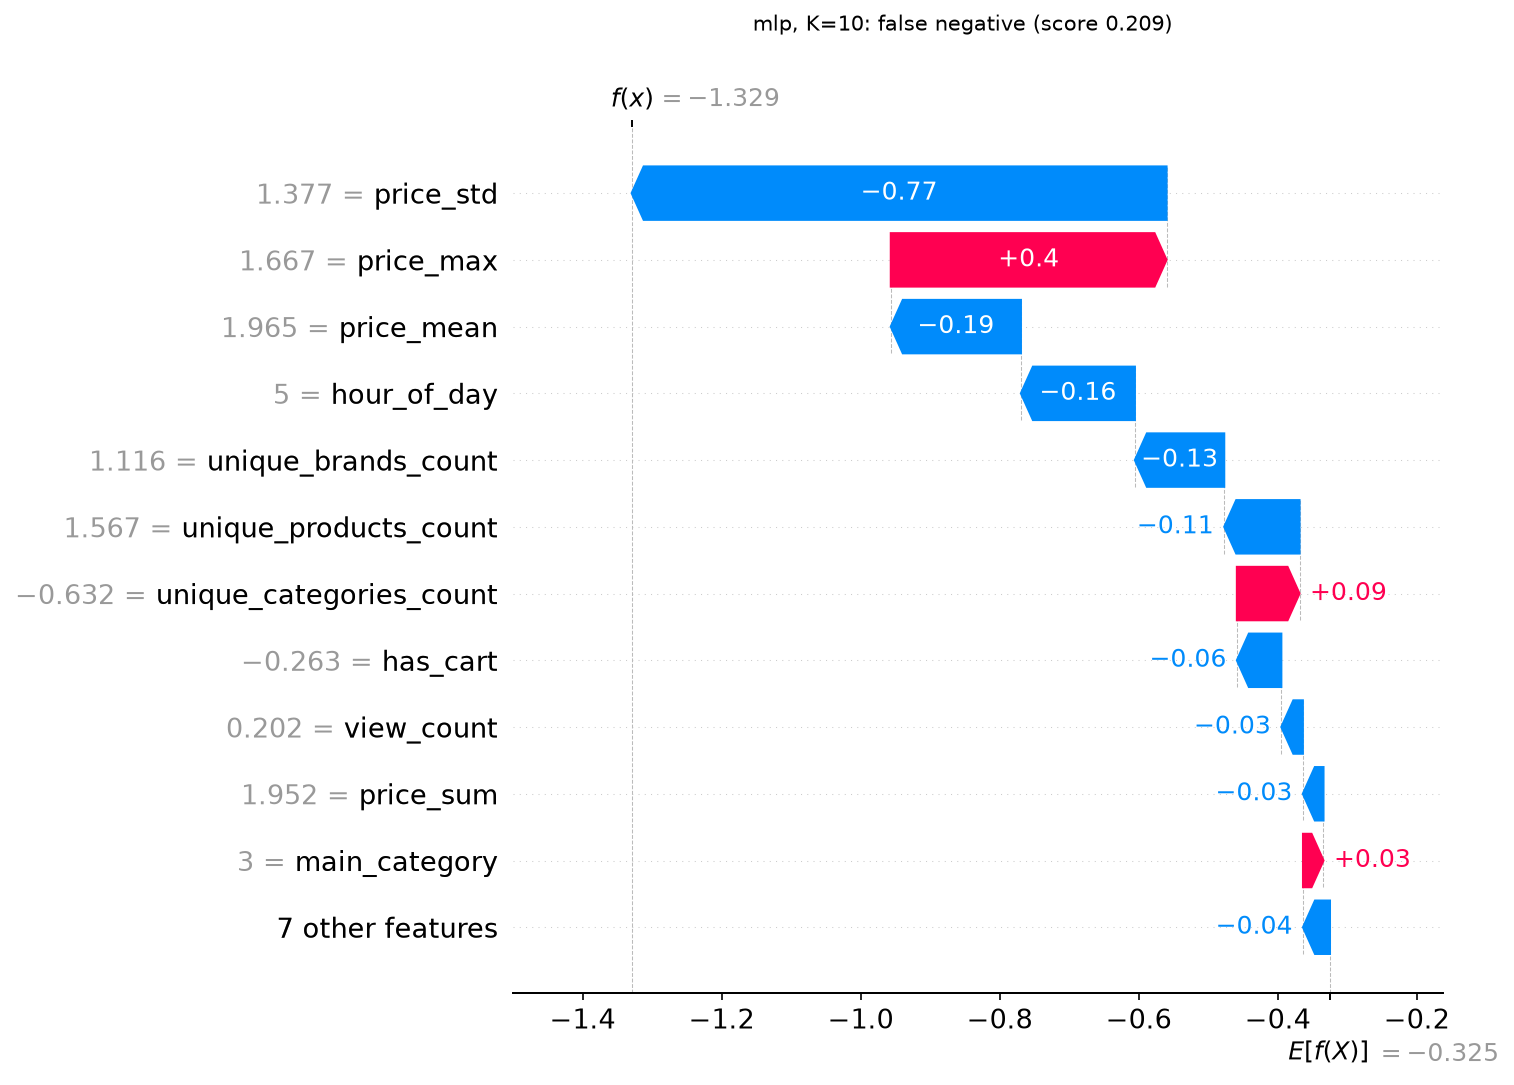 mlp, K=10: false negative (score 0.209)
f(x) = −1.329
1.377 = price_std −0.77
1.667 = price_max +0.4
1.965 = price_mean −0.19
5 = hour_of_day −0.16
1.116 = unique_brands_count −0.13
1.567 = unique_products_count −0.11
−0.632 = unique_categories_count +0.09
−0.263 = has_cart −0.06
0.202 = view_count −0.03
1.952 = price_sum −0.03
3 = main_category +0.03
7 other features −0.04
−1.4 −1.2 −1.0 −0.8 −0.6 −0.4 −0.2
E[f(X)] = −0.325